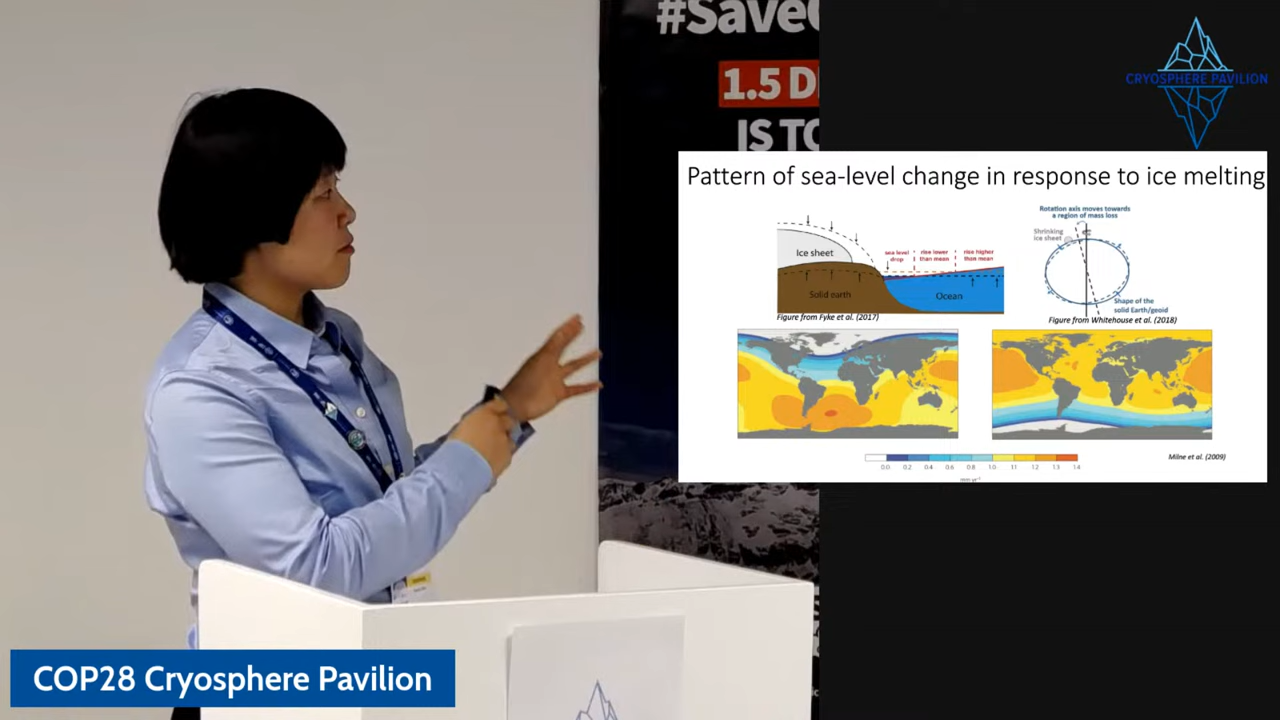 #Save
1.5 D
IS TO
CRYOSPHERE PAVILION
Pattern of sea-level change in response to ice melting
Ice sheet
Solid earth
sea level
drop
rise lower
than mean
rise higher
than mean
Ocean
Figure from Fyke et al. (2017)
Rotation axis moves towards
a region of mass loss
Shrinking
ice sheet
Shape of the
solid Earth/geoid
Figure from Whitehouse et al. (2018)
0.0 0.2 0.4 0.6 0.8 1.0 1.1 1.2 1.3 1.4
mm yr⁻¹
Milne et al. (2009)
COP28 Cryosphere Pavilion